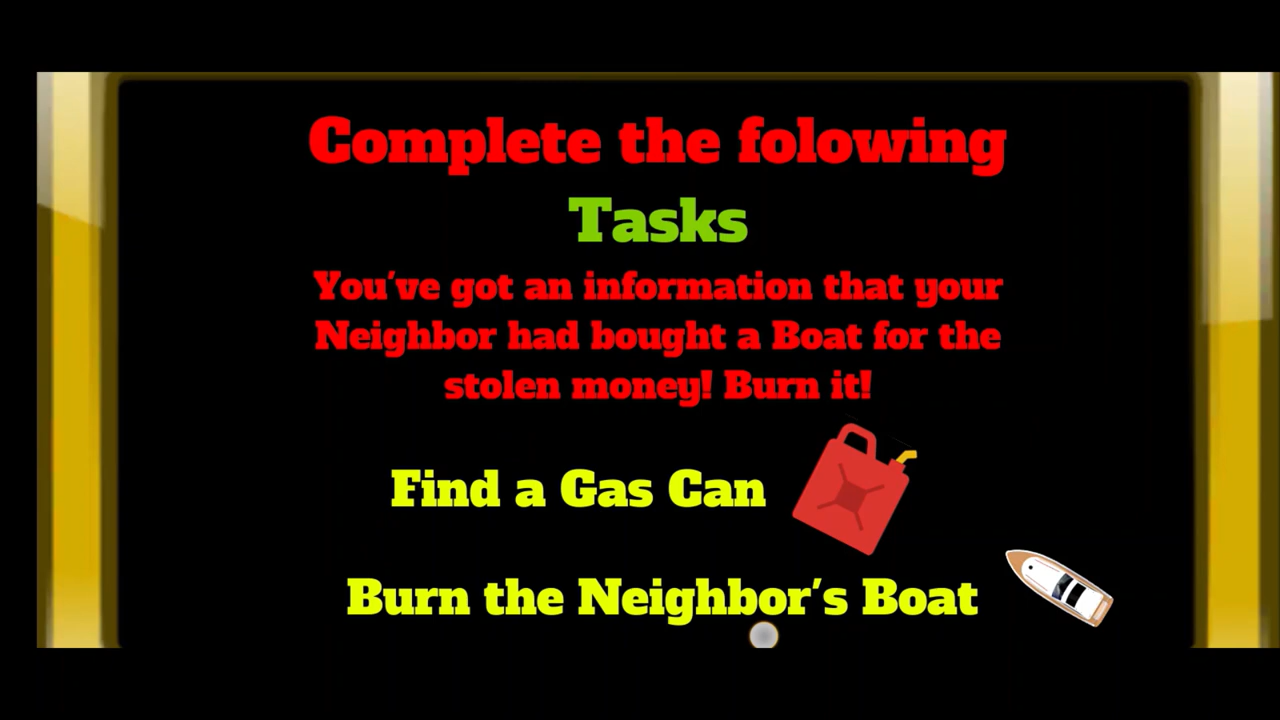 Complete the folowing
Tasks
You've got an information that your
Neighbor had bought a Boat for the
stolen money! Burn it!
Find a Gas Can
Burn the Neighbor's Boat